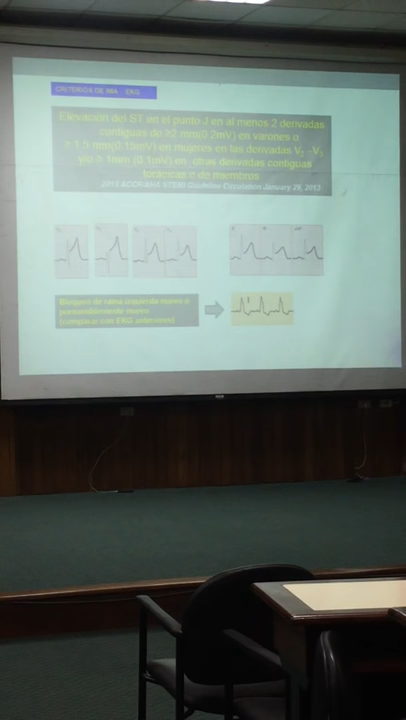 CRITERIOS DE IMA EKG
Elevación del ST en el punto J en al menos 2 derivadas
contiguas de ≥2 mm(0.2mV) en varones o
≥ 1.5 mm(0.15mV) en mujeres en las derivadas V2 –V3
y/o ≥ 1mm (0.1mV) en otras derivadas contiguas
torácicas o de miembros
2013 ACCF/AHA STEMI Guideline Circulation January 29, 2013
Bloqueo de rama izquierda nuevo o
presumiblemente nuevo
(comparar con EKG anteriores)